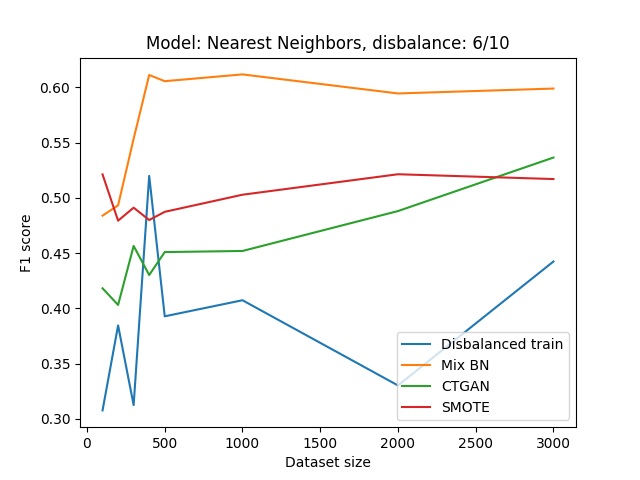 Model: Nearest Neighbors, disbalance: 6/10
F1 score
0.60
0.55
0.50
0.45
0.40
0.35
0.30
0
500
1000
1500
2000
2500
3000
Dataset size
Disbalanced train
Mix BN
CTGAN
SMOTE